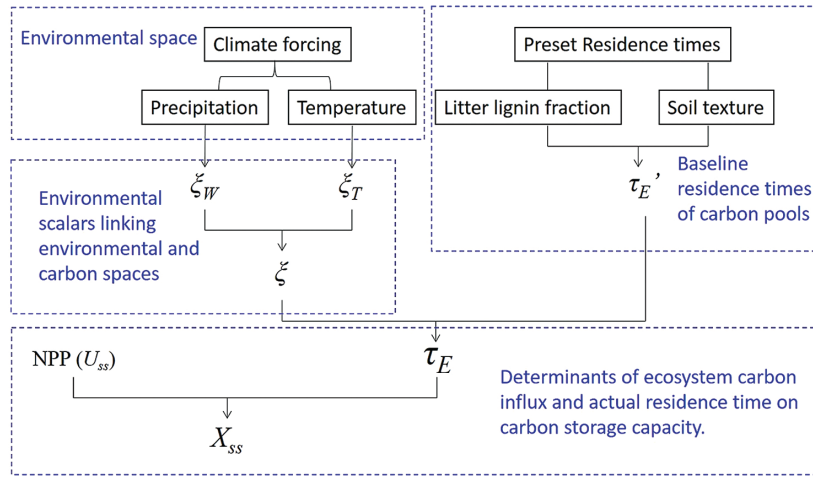 Environmental space
Climate forcing
Precipitation
Temperature
Preset Residence times
Litter lignin fraction
Soil texture
Environmental
scalars linking
environmental and
carbon spaces
ξW
ξT
ξ
τE’
Baseline
residence times
of carbon pools
NPP (Uss)
τE
Xss
Determinants of ecosystem carbon
influx and actual residence time on
carbon storage capacity.